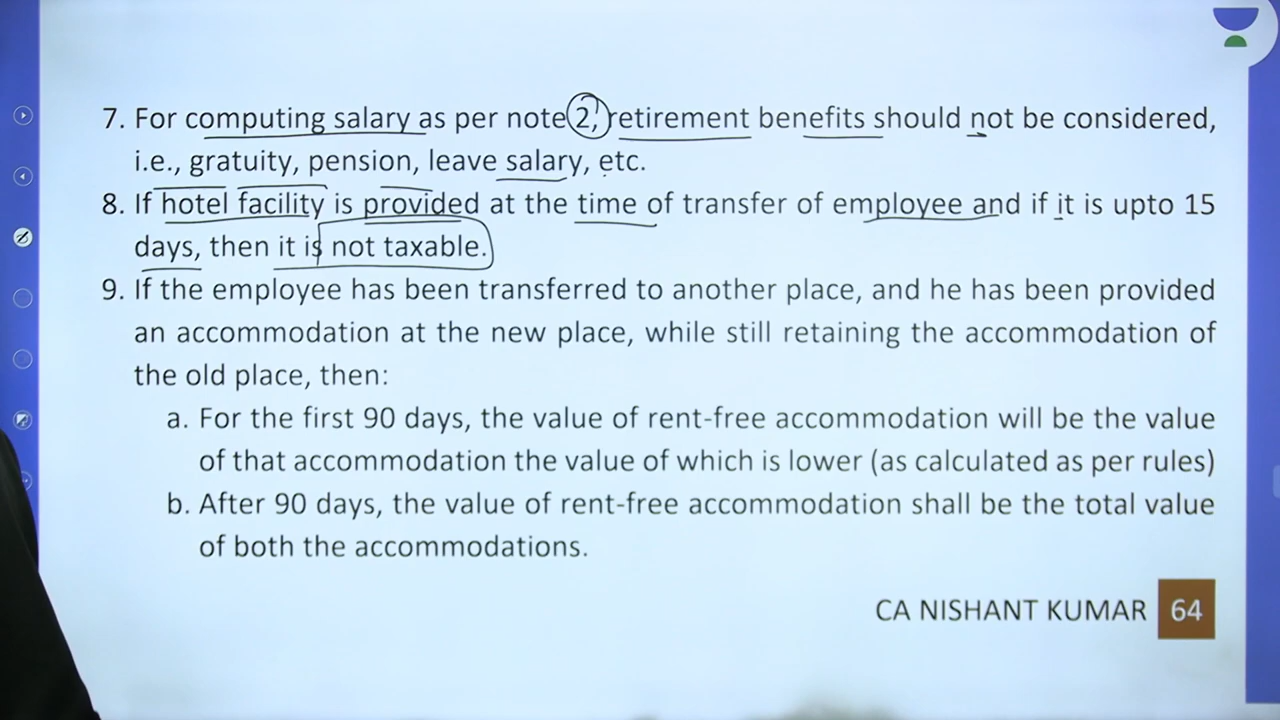 7. For computing salary as per note 2, retirement benefits should not be considered,
i.e., gratuity, pension, leave salary, etc.
8. If hotel facility is provided at the time of transfer of employee and if it is upto 15
days, then it is not taxable.
9. If the employee has been transferred to another place, and he has been provided
an accommodation at the new place, while still retaining the accommodation of
the old place, then:
a. For the first 90 days, the value of rent-free accommodation will be the value
of that accommodation the value of which is lower (as calculated as per rules)
b. After 90 days, the value of rent-free accommodation shall be the total value
of both the accommodations.
CA NISHANT KUMAR 64